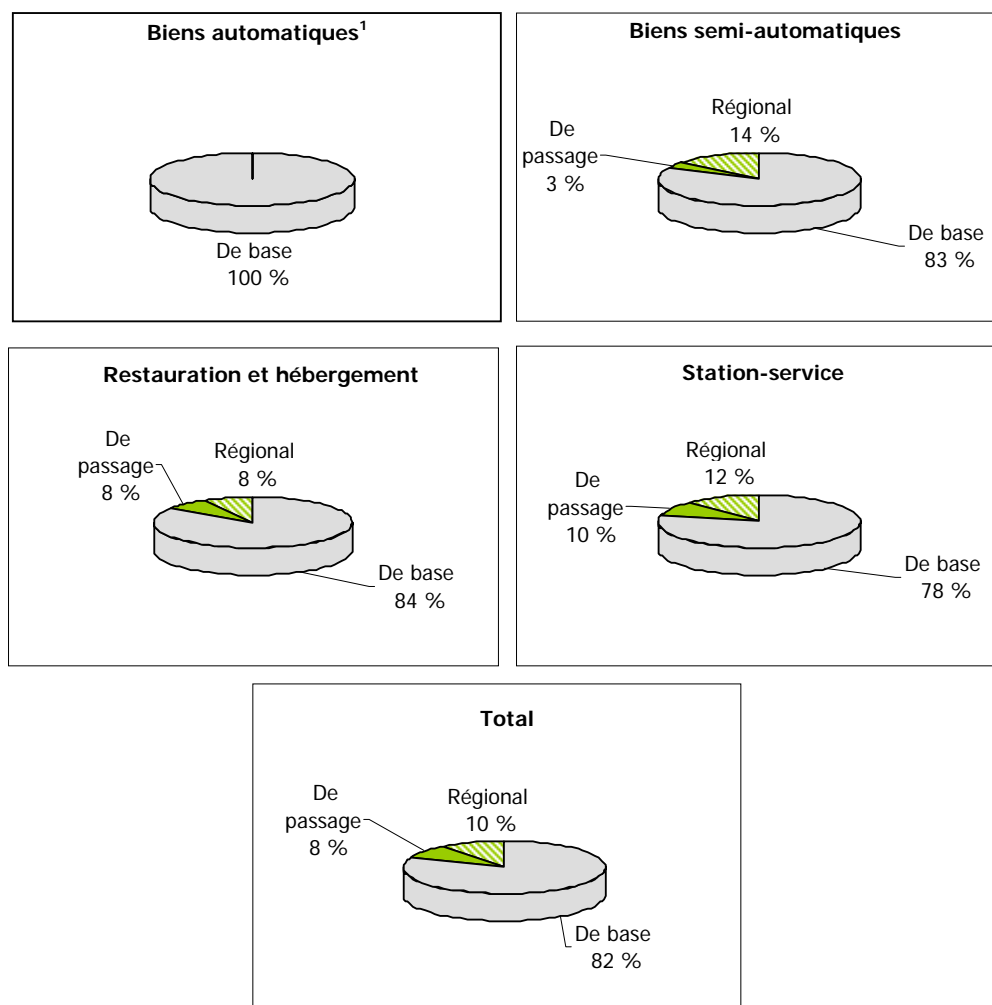 Biens automatiques¹
De base
100 %
Biens semi-automatiques
De
passage
3 %
Régional
14 %
De base
83 %
Restauration et hébergement
De
passage
8 %
Régional
8 %
De base
84 %
Station-service
De
passage
10 %
Régional
12 %
De base
78 %
Total
De
passage
8 %
Régional
10 %
De base
82 %